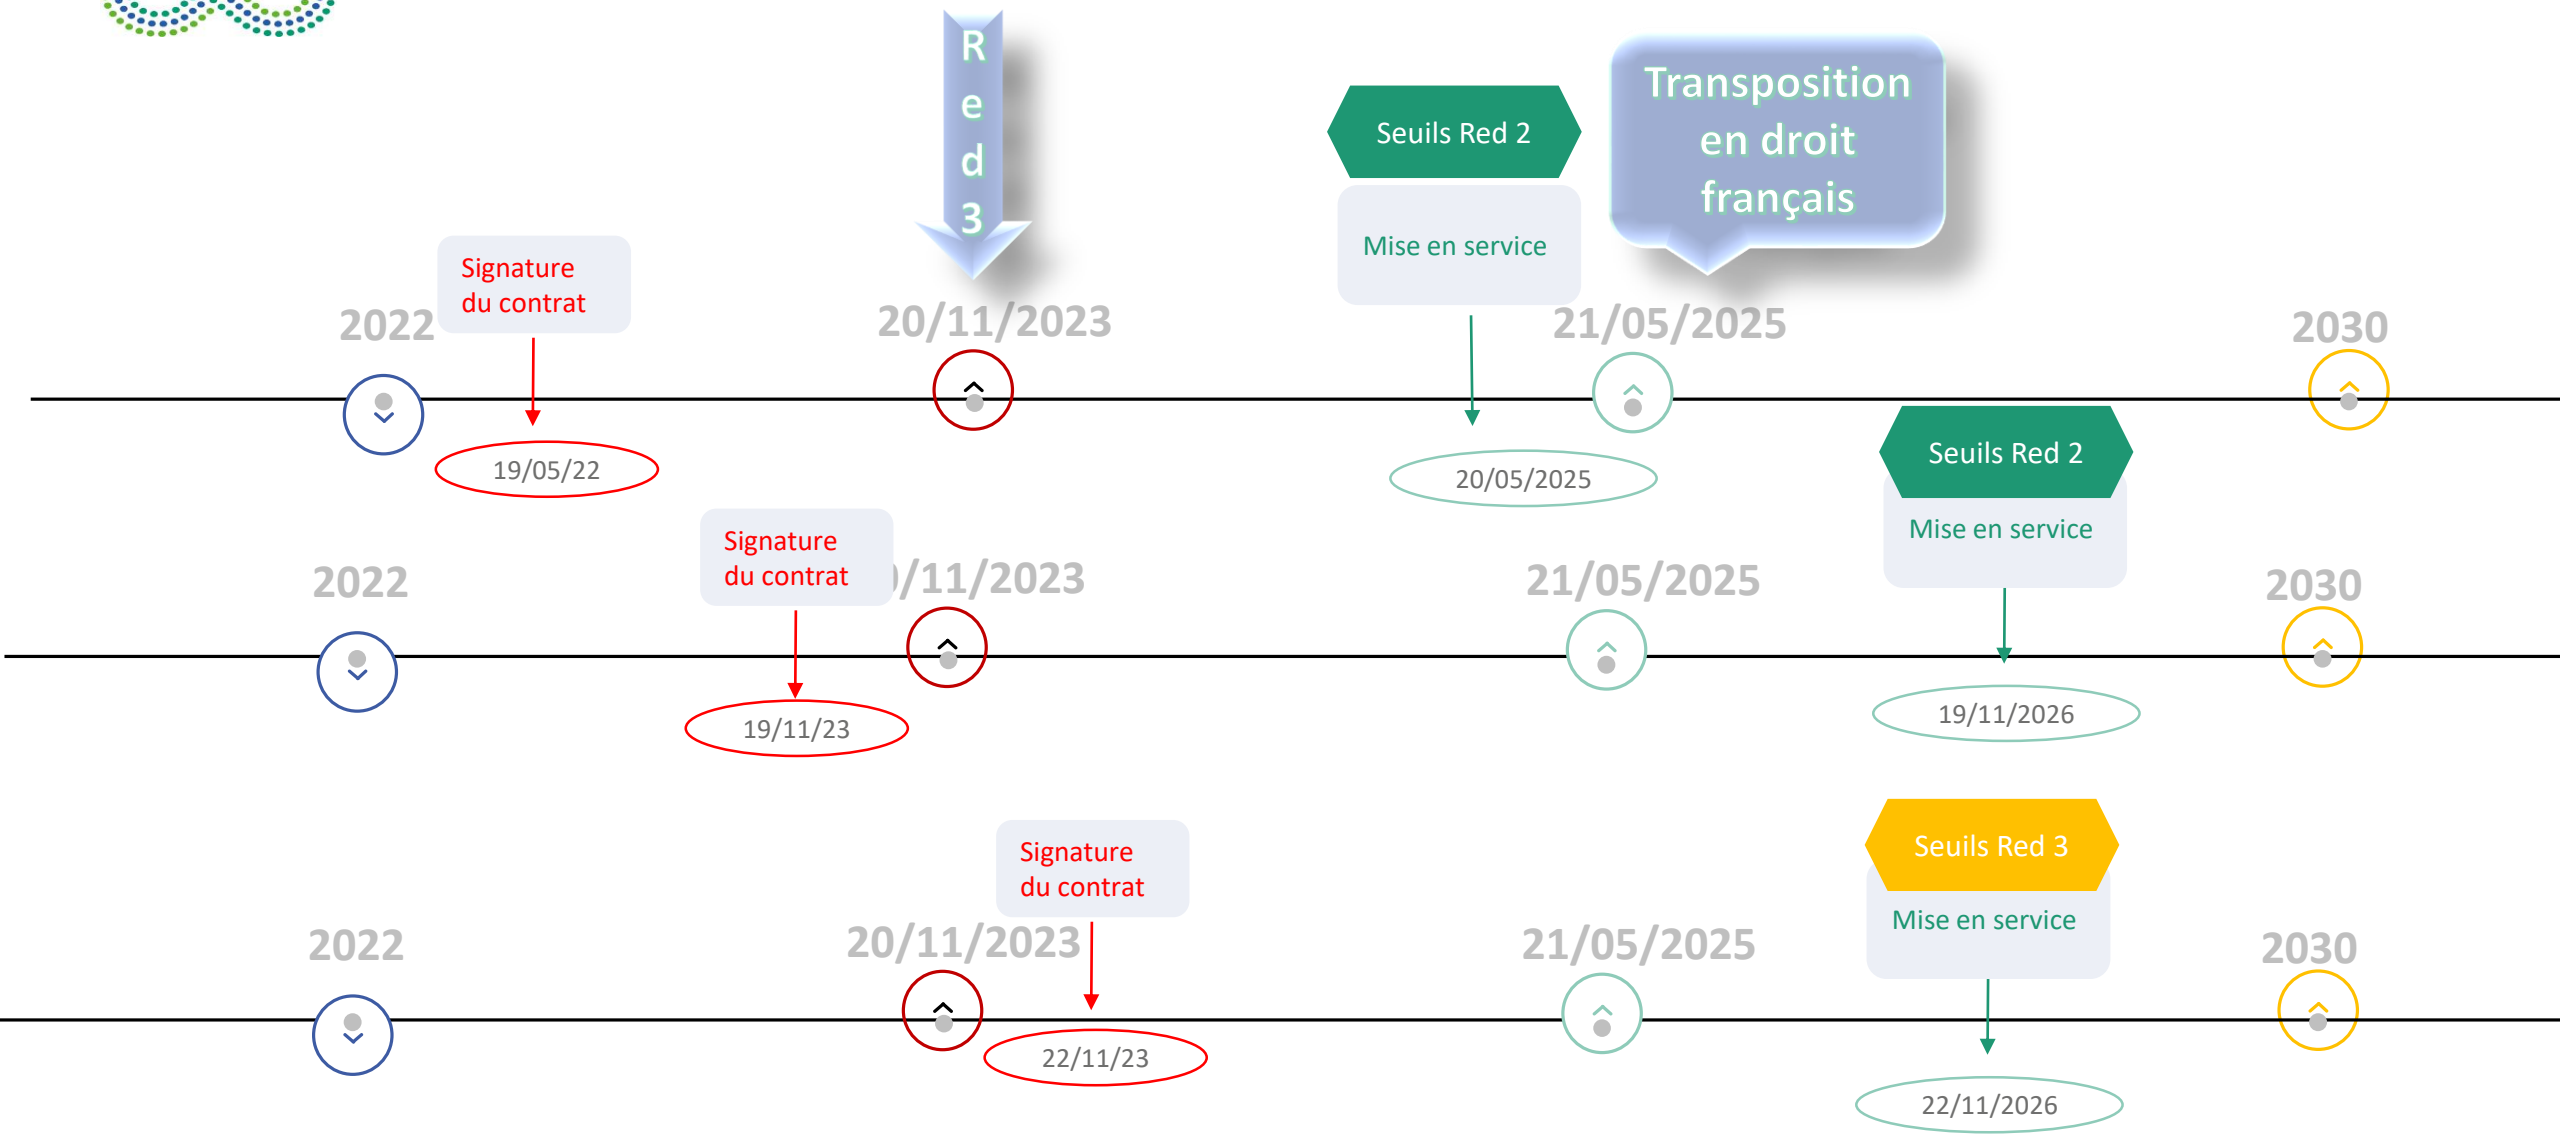 R
e
d
3
Seuils Red 2
Mise en service
Transposition
en droit
français
Signature
du contrat
2022
20/11/2023
21/05/2025
2030
19/05/22
20/05/2025
Seuils Red 2
Mise en service
Signature
du contrat
2022
/11/2023
21/05/2025
2030
19/11/23
19/11/2026
Seuils Red 3
Mise en service
Signature
du contrat
2022
20/11/2023
21/05/2025
2030
22/11/23
22/11/2026